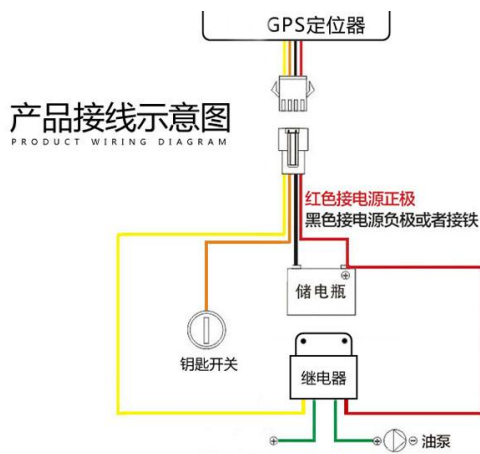 GPS定位器
产品接线示意图
PRODUCT WIRING DIAGRAM
红色接电源正极
黑色接电源负极或者接铁
储电瓶
钥匙开关
继电器
油泵